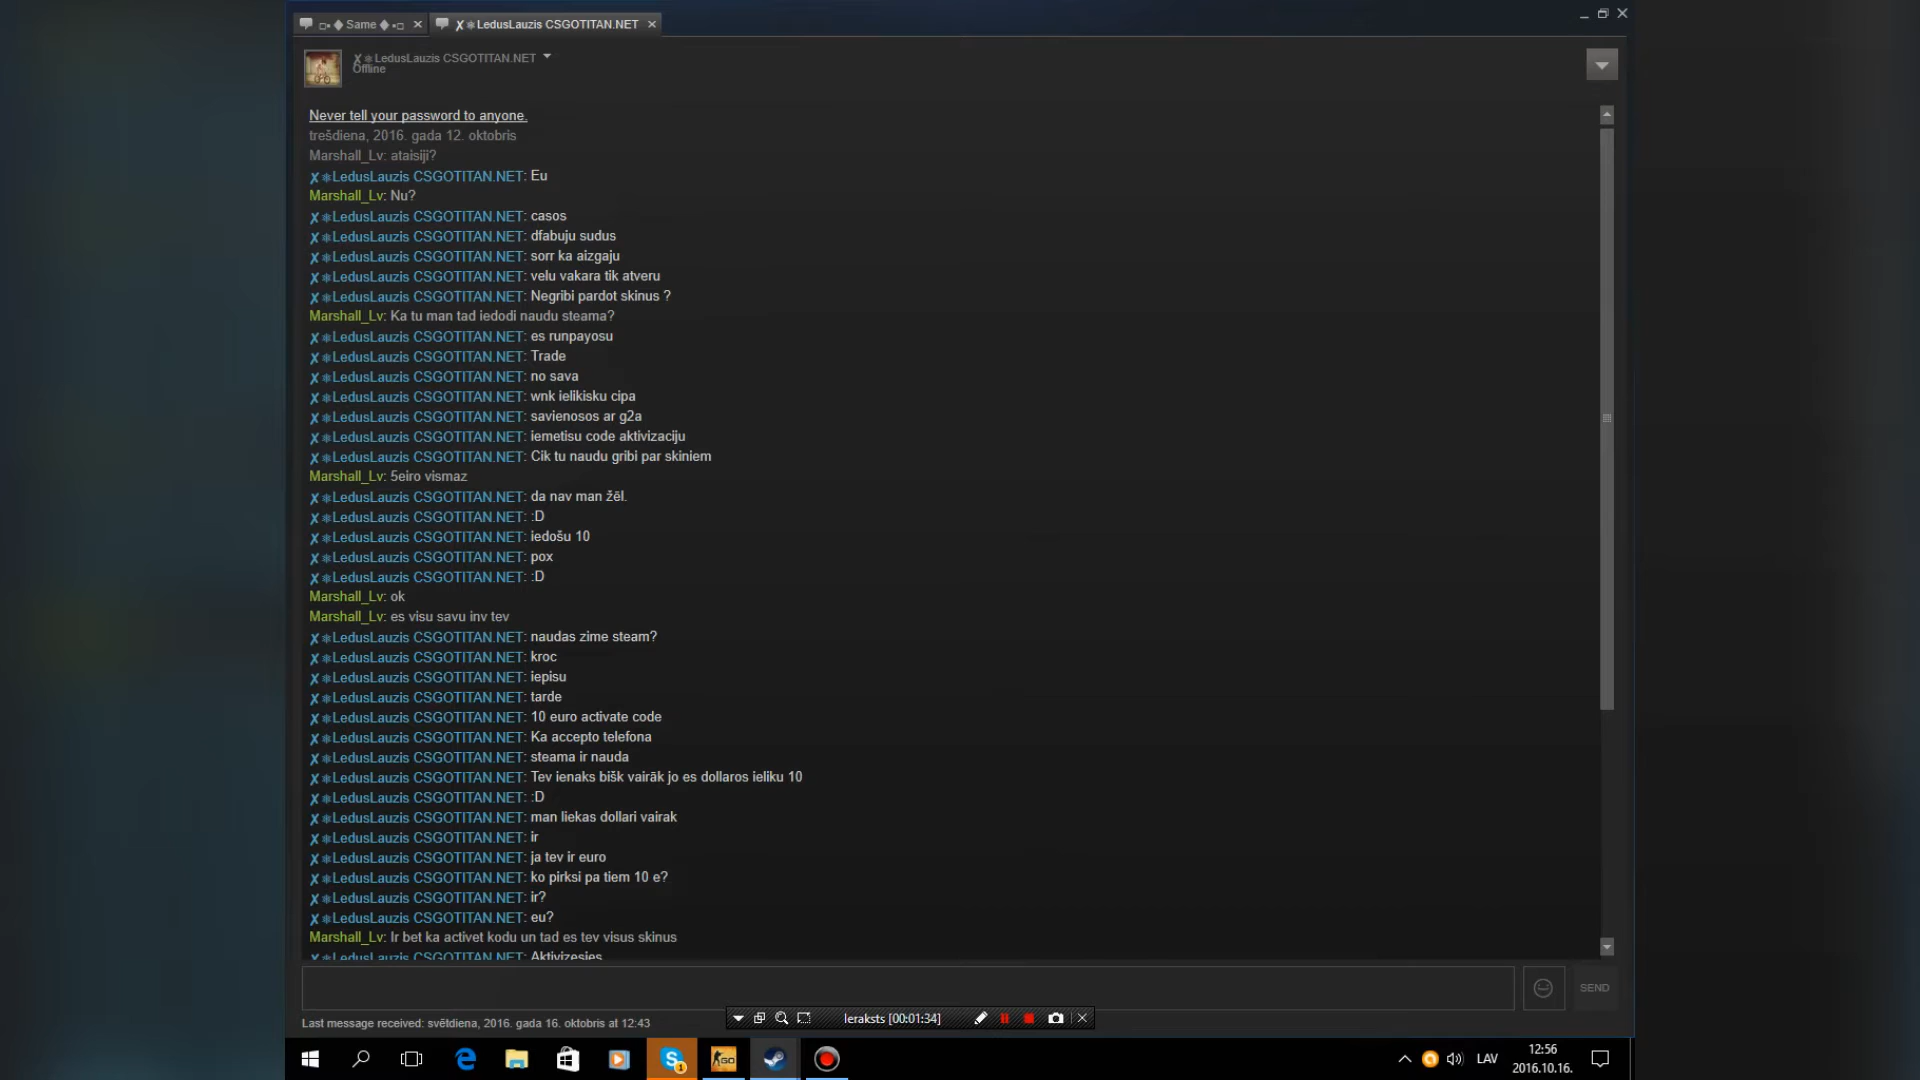 Same
LedusLauzis CSGOTITAN.NET
LedusLauzis CSGOTITAN.NET
Offline
Never tell your password to anyone.
trešdiena, 2016. gada 12. oktobris
Marshall_Lv: ataisiji?
LedusLauzis CSGOTITAN.NET: Eu
Marshall_Lv: Nu?
LedusLauzis CSGOTITAN.NET: casos
LedusLauzis CSGOTITAN.NET: dfabuju sudus
LedusLauzis CSGOTITAN.NET: sorr ka aizgaju
LedusLauzis CSGOTITAN.NET: velu vakara tik atveru
LedusLauzis CSGOTITAN.NET: Negribi pardot skinus ?
Marshall_Lv: Ka tu man tad iedodi naudu steama?
LedusLauzis CSGOTITAN.NET: es runpayosu
LedusLauzis CSGOTITAN.NET: Trade
LedusLauzis CSGOTITAN.NET: no sava
LedusLauzis CSGOTITAN.NET: wnk ielikisku cipa
LedusLauzis CSGOTITAN.NET: savienosos ar g2a
LedusLauzis CSGOTITAN.NET: iemetisu code aktivizaciju
LedusLauzis CSGOTITAN.NET: Cik tu naudu gribi par skiniem
Marshall_Lv: 5eiro vismaz
LedusLauzis CSGOTITAN.NET: da nav man žēl.
LedusLauzis CSGOTITAN.NET: :D
LedusLauzis CSGOTITAN.NET: iedošu 10
LedusLauzis CSGOTITAN.NET: pox
LedusLauzis CSGOTITAN.NET: :D
Marshall_Lv: ok
Marshall_Lv: es visu savu inv tev
LedusLauzis CSGOTITAN.NET: naudas zime steam?
LedusLauzis CSGOTITAN.NET: kroc
LedusLauzis CSGOTITAN.NET: iepisu
LedusLauzis CSGOTITAN.NET: tarde
LedusLauzis CSGOTITAN.NET: 10 euro activate code
LedusLauzis CSGOTITAN.NET: Ka accepto telefona
LedusLauzis CSGOTITAN.NET: steama ir nauda
LedusLauzis CSGOTITAN.NET: Tev ienaks bišk vairāk jo es dollaros ieliku 10
LedusLauzis CSGOTITAN.NET: :D
LedusLauzis CSGOTITAN.NET: man liekas dollari vairak
LedusLauzis CSGOTITAN.NET: ir
LedusLauzis CSGOTITAN.NET: ja tev ir euro
LedusLauzis CSGOTITAN.NET: ko pirksi pa tiem 10 e?
LedusLauzis CSGOTITAN.NET: ir?
LedusLauzis CSGOTITAN.NET: eu?
Marshall_Lv: Ir bet ka activet kodu un tad es tev visus skinus
LedusLauzis CSGOTITAN.NET: Aktivizesies
SEND
Last message received: svētdiena, 2016. gada 16. oktobris at 12:43
Ieraksts [00:01:34]
S 1
GO
LAV
12:56
2016.10.16.